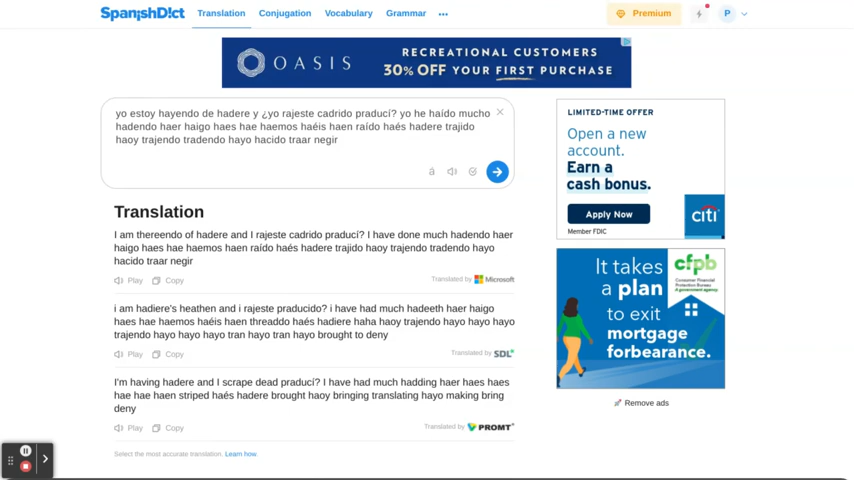 SpanishDict
Translation
Conjugation
Vocabulary
Grammar
Premium
P
OASIS
RECREATIONAL CUSTOMERS
30% OFF YOUR FIRST PURCHASE
yo estoy hayendo de hadere y ¿yo rajeste cadrido praducí? yo he haído mucho
hadendo haer haigo haes hae haemos haéis haen raído haés hadere trajido
haoy trajendo tradendo hayo hacido traar negir
á
Translation
I am thereendo of hadere and I rajeste cadrido praducí? I have done much hadendo haer
haigo haes hae haemos haen raído haés hadere trajido haoy trajendo tradendo hayo
hacido traar negir
Play
Copy
Translated by Microsoft
i am hadiere's heathen and i rajeste producido? i have had much hadeeth haer haigo
haes hae haemos haéis haen threaddo haés hadiere haha haoy trajendo hayo hayo hayo
trajendo hayo hayo hayo tran hayo tran hayo brought to deny
Play
Copy
Translated by SDL*
I'm having hadere and I scrape dead praducí? I have had much hadding haer haes haes
hae hae haen striped haés hadere brought haoy bringing translating hayo making bring
deny
Play
Copy
Translated by PROMT
Select the most accurate translation. Learn how
LIMITED-TIME OFFER
Open a new
account.
Earn a
cash bonus.
Apply Now
Member FDIC
citi
It takes
a plan
to exit
mortgage
forbearance.
cfpb
Consumer Financial
Protection Bureau
Remove ads